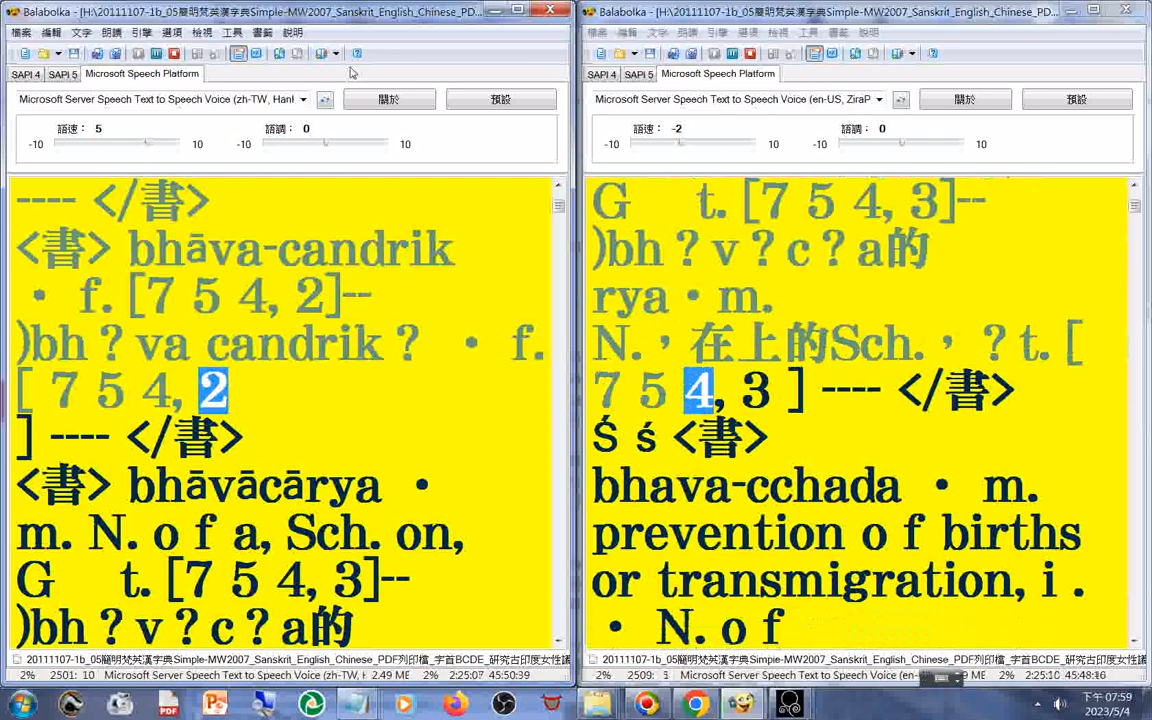 Balabolka - [H:\20111107-1b_05簡明梵英漢字典Simple-MW2007_Sanskrit_English_Chinese_PD...
檔案 編輯 文字 朗讀 引擎 選項 檢視 工具 書籤 說明
SAPI 4 SAPI 5 Microsoft Speech Platform
Microsoft Server Speech Text to Speech Voice (zh-TW, HanH 關於 預設
語速： 5 語調： 0
-10 10 -10 10
---- </書>
<書> bhāva-candrik
• f. [7 5 4, 2]--
)bh？va candrik？ • f.
[ 7 5 4, 2
] ---- </書>
<書> bhāvācārya •
m. N. o f a, Sch. on,
G t. [7 5 4, 3]--
)bh？v？c？a的
20111107-1b_05簡明梵英漢字典Simple-MW2007_Sanskrit_English_Chinese_PDF列印檔_字首BCDE_研究古印度女性議
2% 2501: 10 Microsoft Server Speech Text to Speech Voice (zh-TW, H 2.49 ME 2% 2:25:07 45:50:39
Balabolka - [H:\20111107-1b_05簡明梵英漢字典Simple-MW2007_Sanskrit_English_Chinese_PD...
檔案 編輯 文字 朗讀 引擎 選項 檢視 工具 書籤 說明
SAPI 4 SAPI 5 Microsoft Speech Platform
Microsoft Server Speech Text to Speech Voice (en-US, ZiraP 關於 預設
語速： -2 語調： 0
-10 10 -10 10
G t. [7 5 4, 3]--
)bh？v？c？a的
rya • m.
N.，在上的Sch.，？t. [
7 5 4, 3 ] ---- </書>
Ś ś <書>
bhava-cchada • m.
prevention o f births
or transmigration, i .
• N. o f
20111107-1b_05簡明梵英漢字典Simple-MW2007_Sanskrit_English_Chinese_PDF列印檔_字首BCDE_研究古印度女性議
2% 2509: Microsoft Server Speech Text to Speech Voice (en-U ME 2% 2:25:07 45:48:16
下午 07:59
2023/5/4